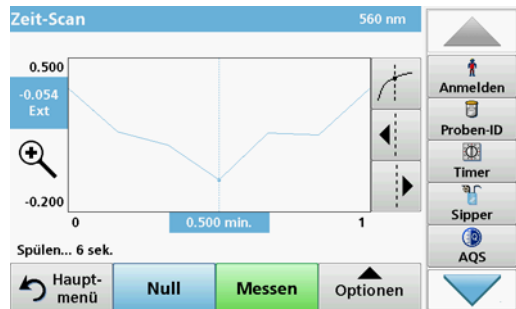 Zeit-Scan
560 nm
0.500
-0.054
Ext
-0.200
0
0.500 min.
1
Spülen... 6 sek.
Haupt-
menü
Null
Messen
Optionen
Anmelden
Proben-ID
Timer
Sipper
AQS